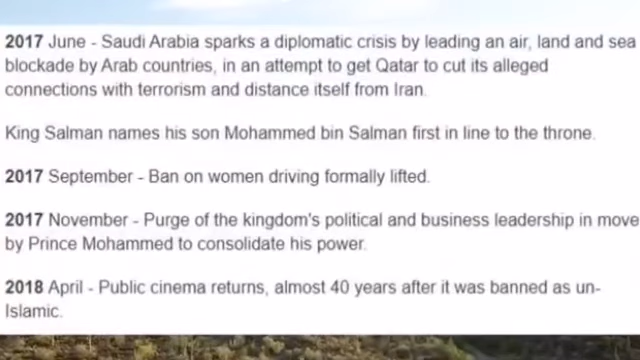 2017 June - Saudi Arabia sparks a diplomatic crisis by leading an air, land and sea
blockade by Arab countries, in an attempt to get Qatar to cut its alleged
connections with terrorism and distance itself from Iran.
King Salman names his son Mohammed bin Salman first in line to the throne.
2017 September - Ban on women driving formally lifted.
2017 November - Purge of the kingdom's political and business leadership in move
by Prince Mohammed to consolidate his power.
2018 April - Public cinema returns, almost 40 years after it was banned as un-
Islamic.